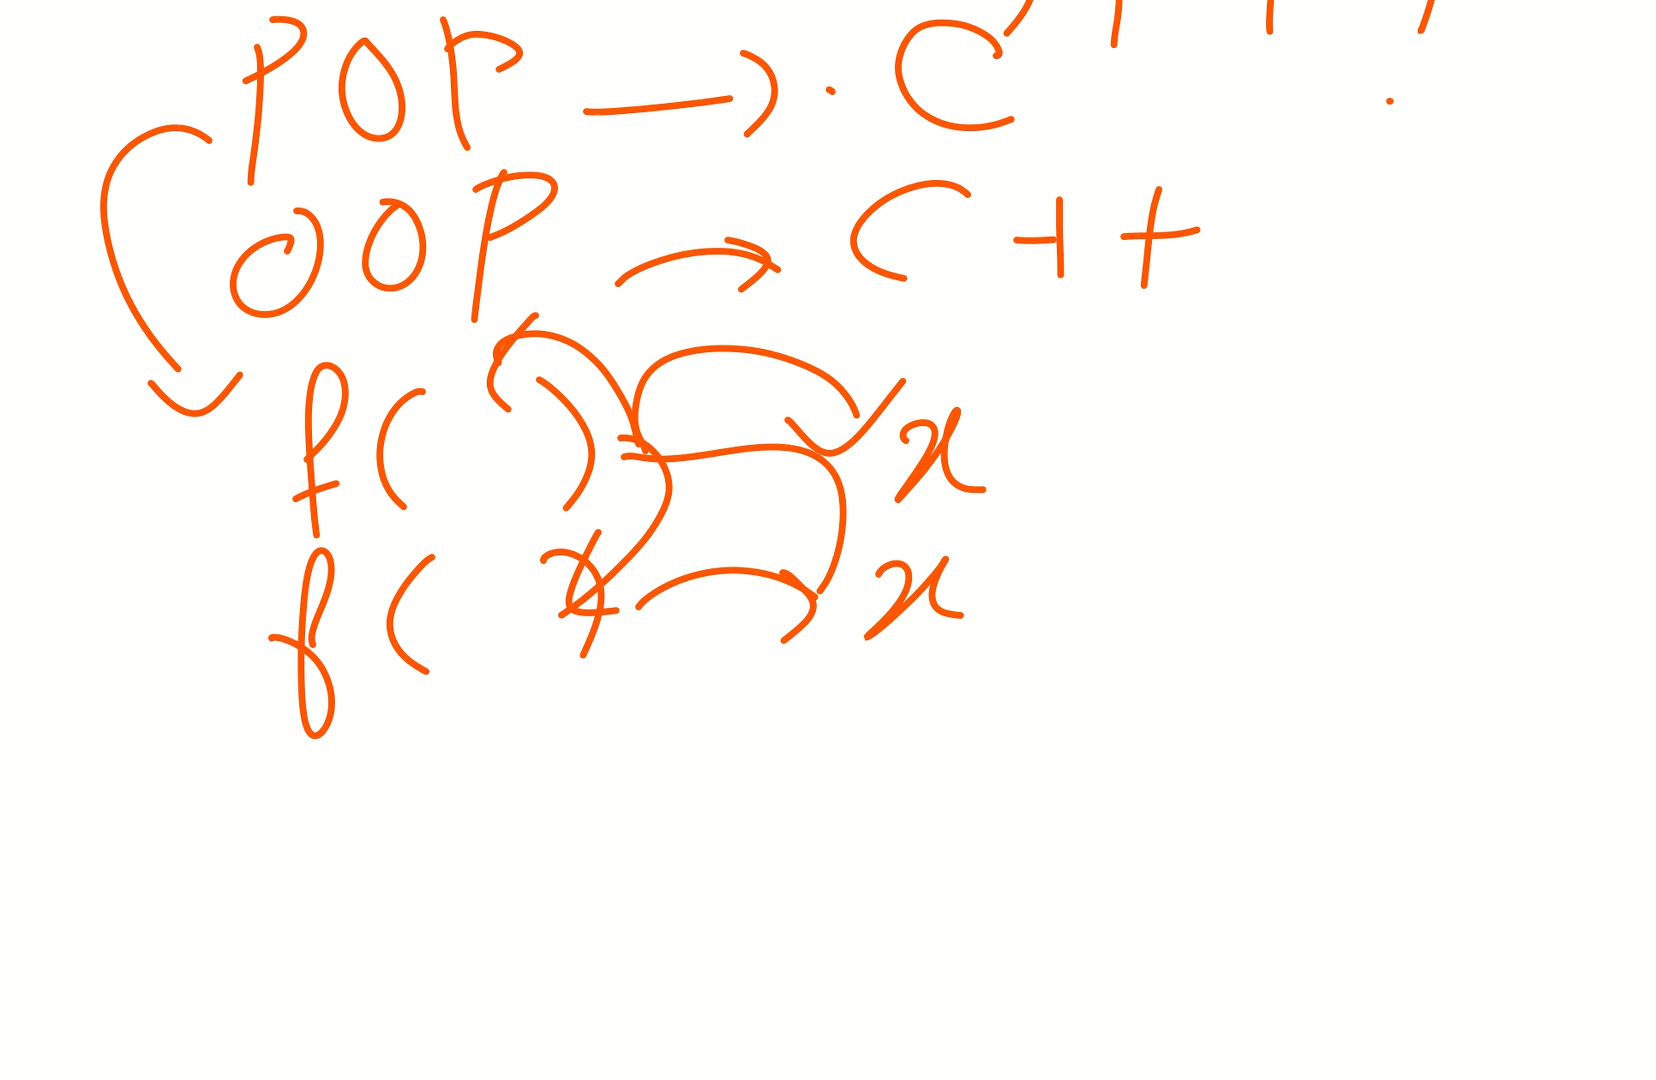 POP → C
OOP → C++
f( ) x
f( ) x